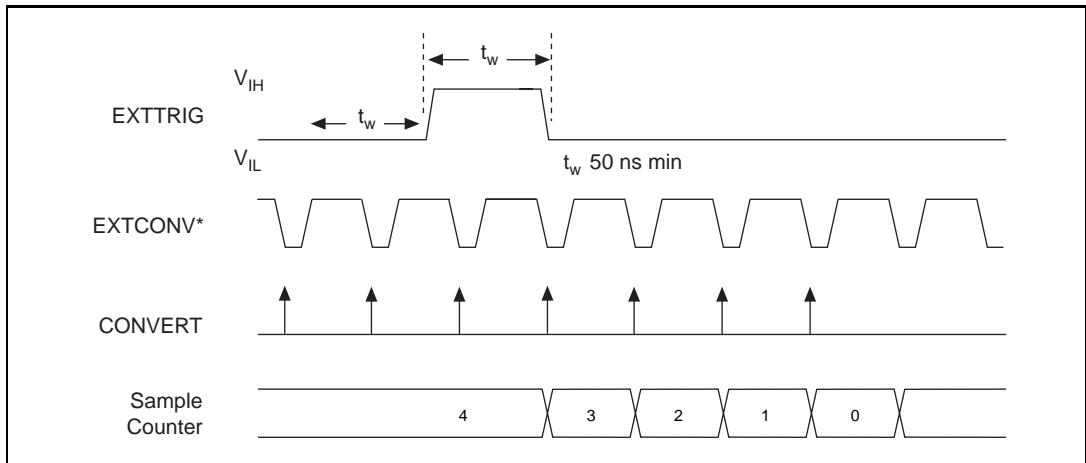 t_w
V_IH
EXTTRIG
t_w
V_IL
t_w 50 ns min
EXTCONV*
CONVERT
Sample
Counter
4 3 2 1 0